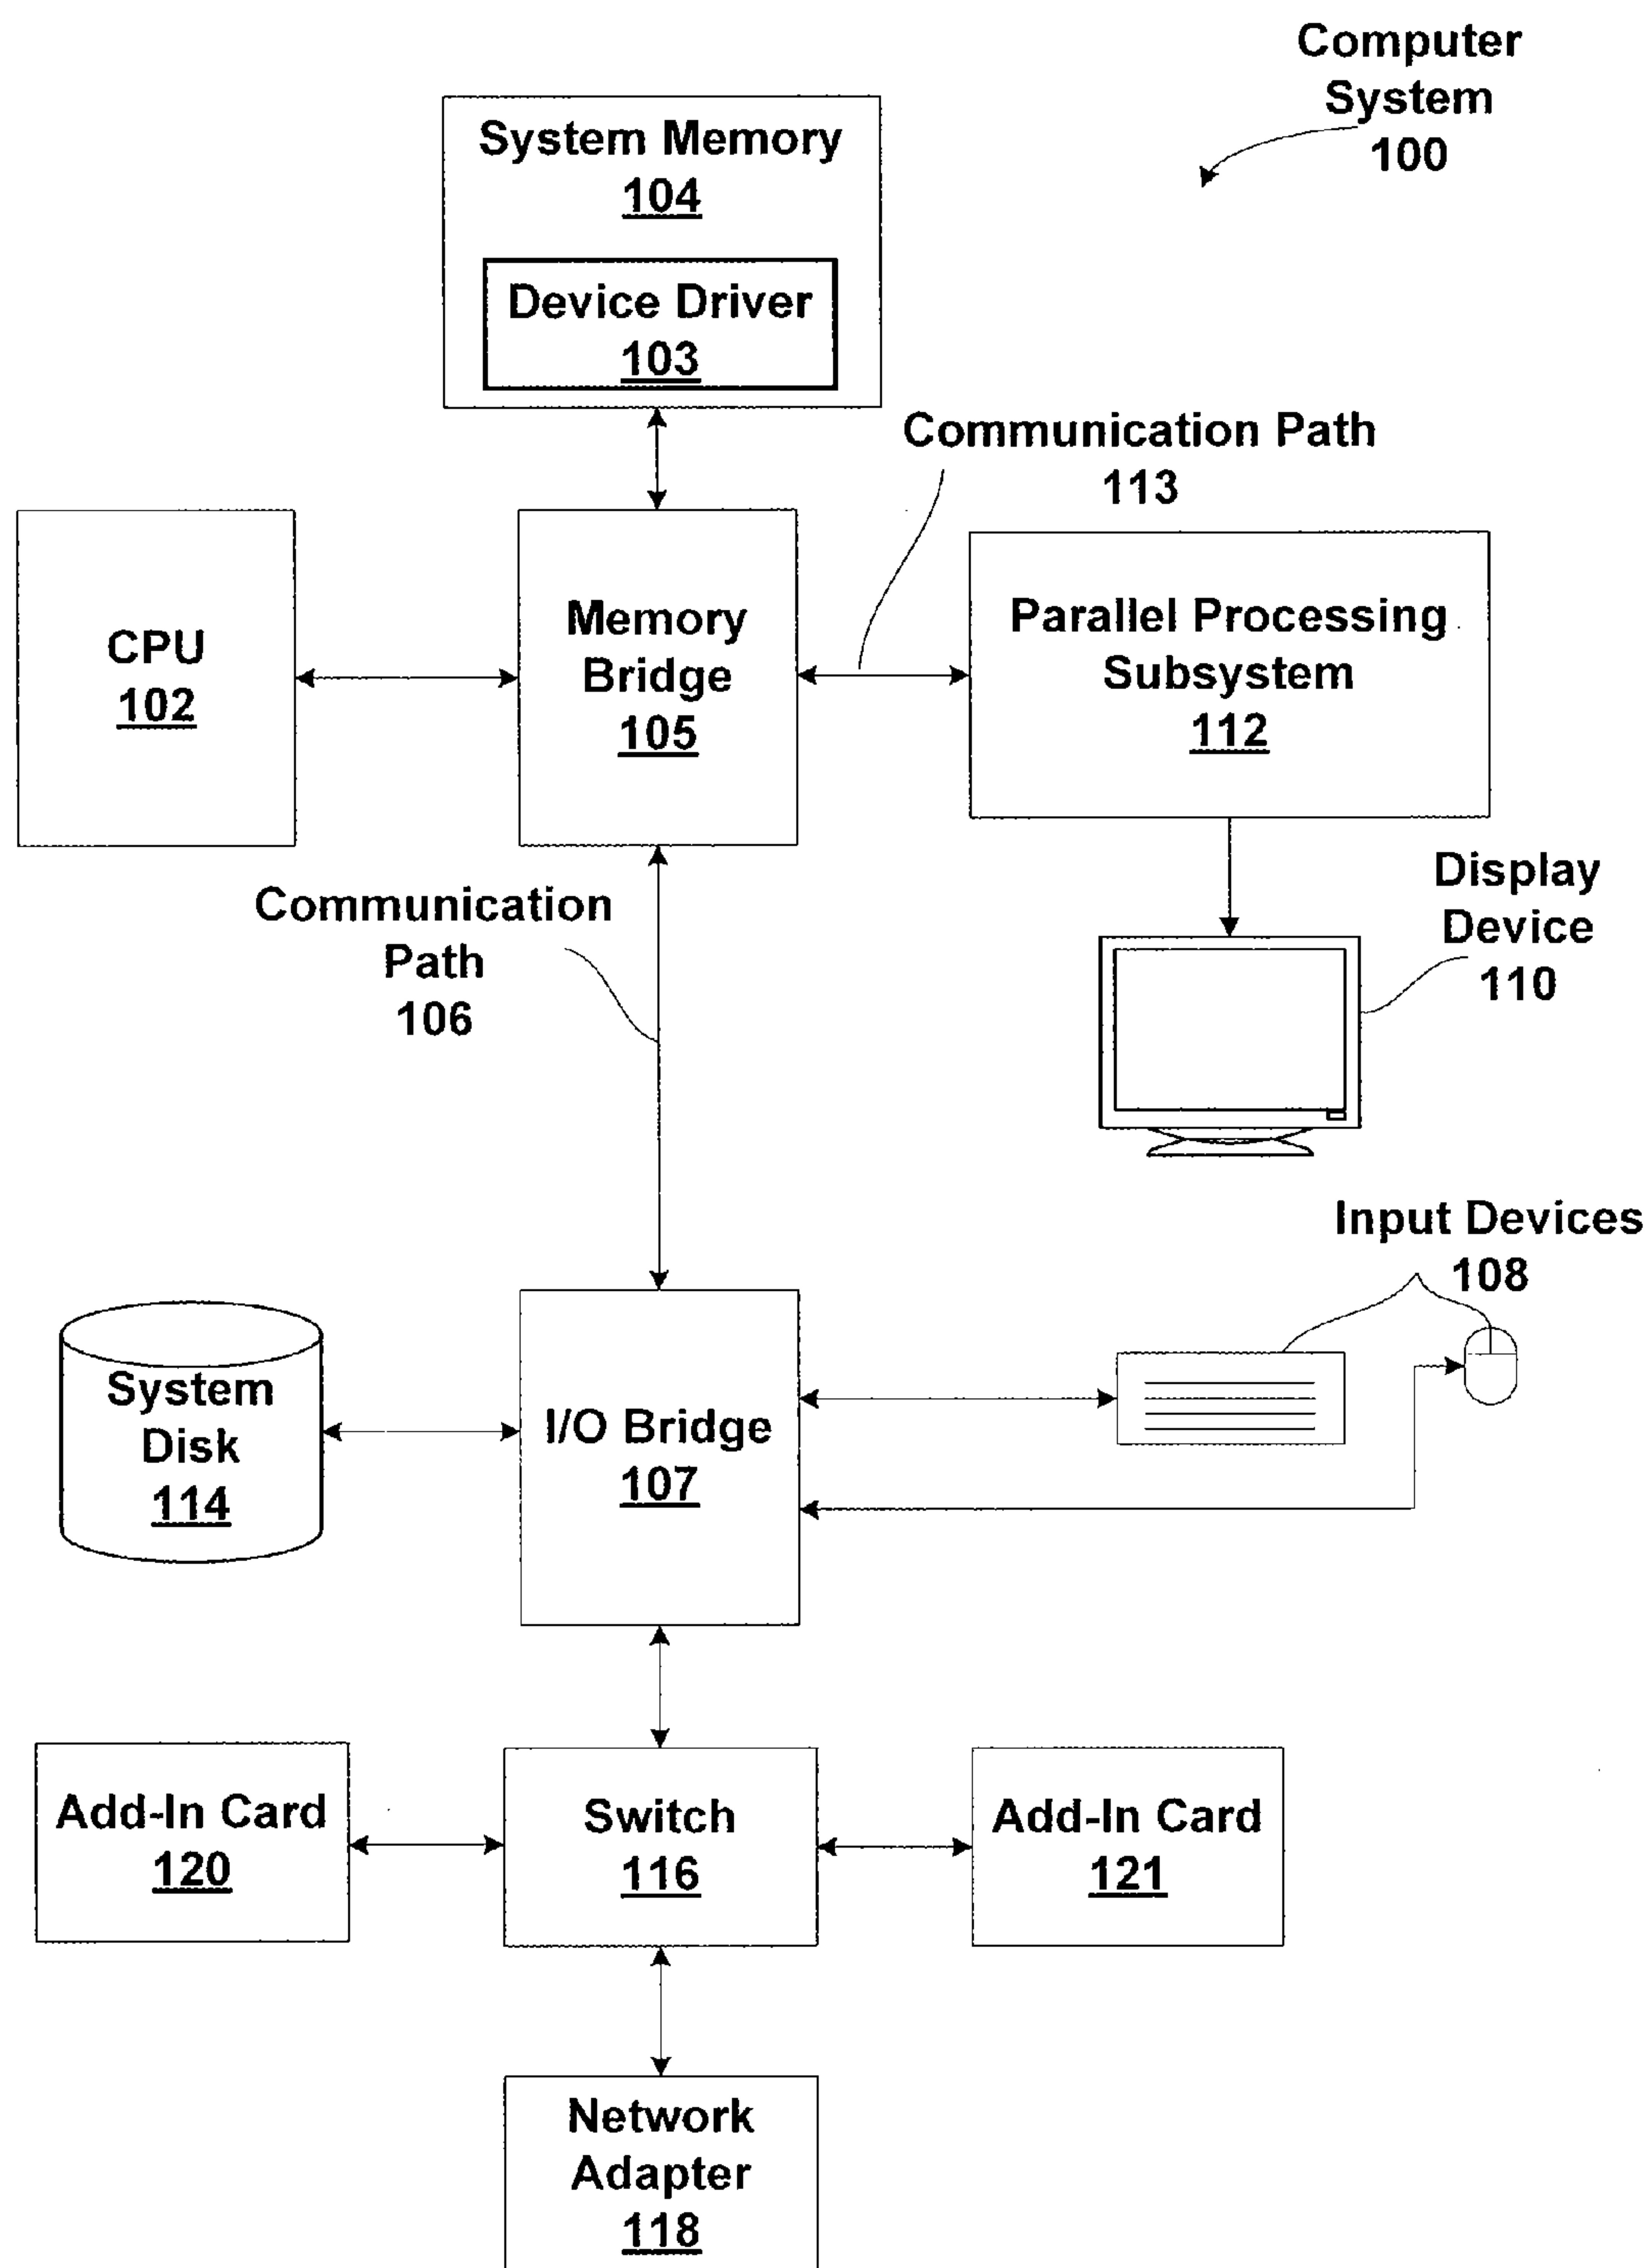 Computer
System
100
System Memory
104
Device Driver
103
Communication Path
113
CPU
102
Memory
Bridge
105
Parallel Processing
Subsystem
112
Communication
Path
106
Display
Device
110
Input Devices
108
System
Disk
114
I/O Bridge
107
Add-In Card
120
Switch
116
Add-In Card
121
Network
Adapter
118